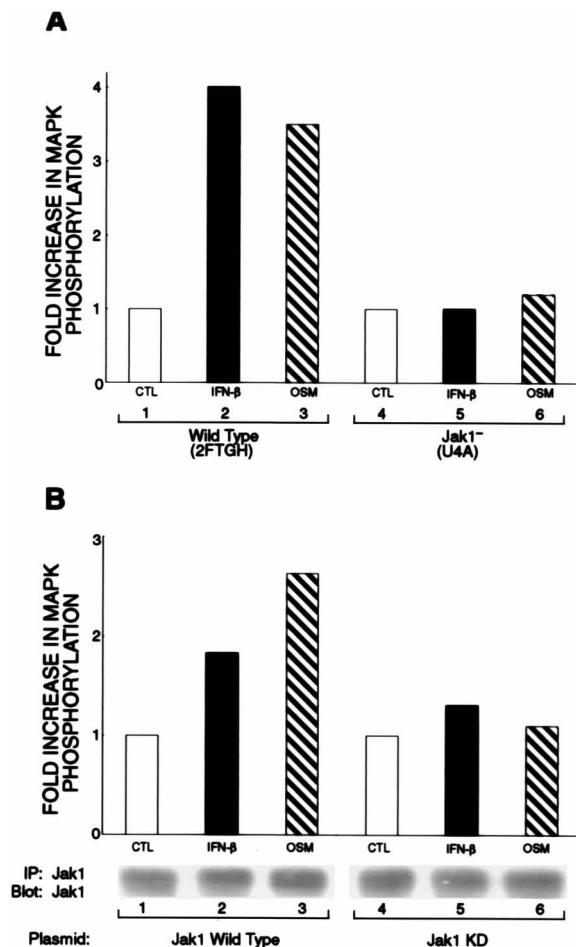 A
FOLD INCREASE IN MAPK
PHOSPHORYLATION
4
3
2
1
0
CTL IFN-β OSM CTL IFN-β OSM
1 2 3 4 5 6
Wild Type Jak1⁻
(2FTGH) (U4A)
B
FOLD INCREASE IN MAPK
PHOSPHORYLATION
3
2
1
0
CTL IFN-β OSM CTL IFN-β OSM
IP: Jak1
Blot: Jak1
1 2 3 4 5 6
Plasmid: Jak1 Wild Type Jak1 KD